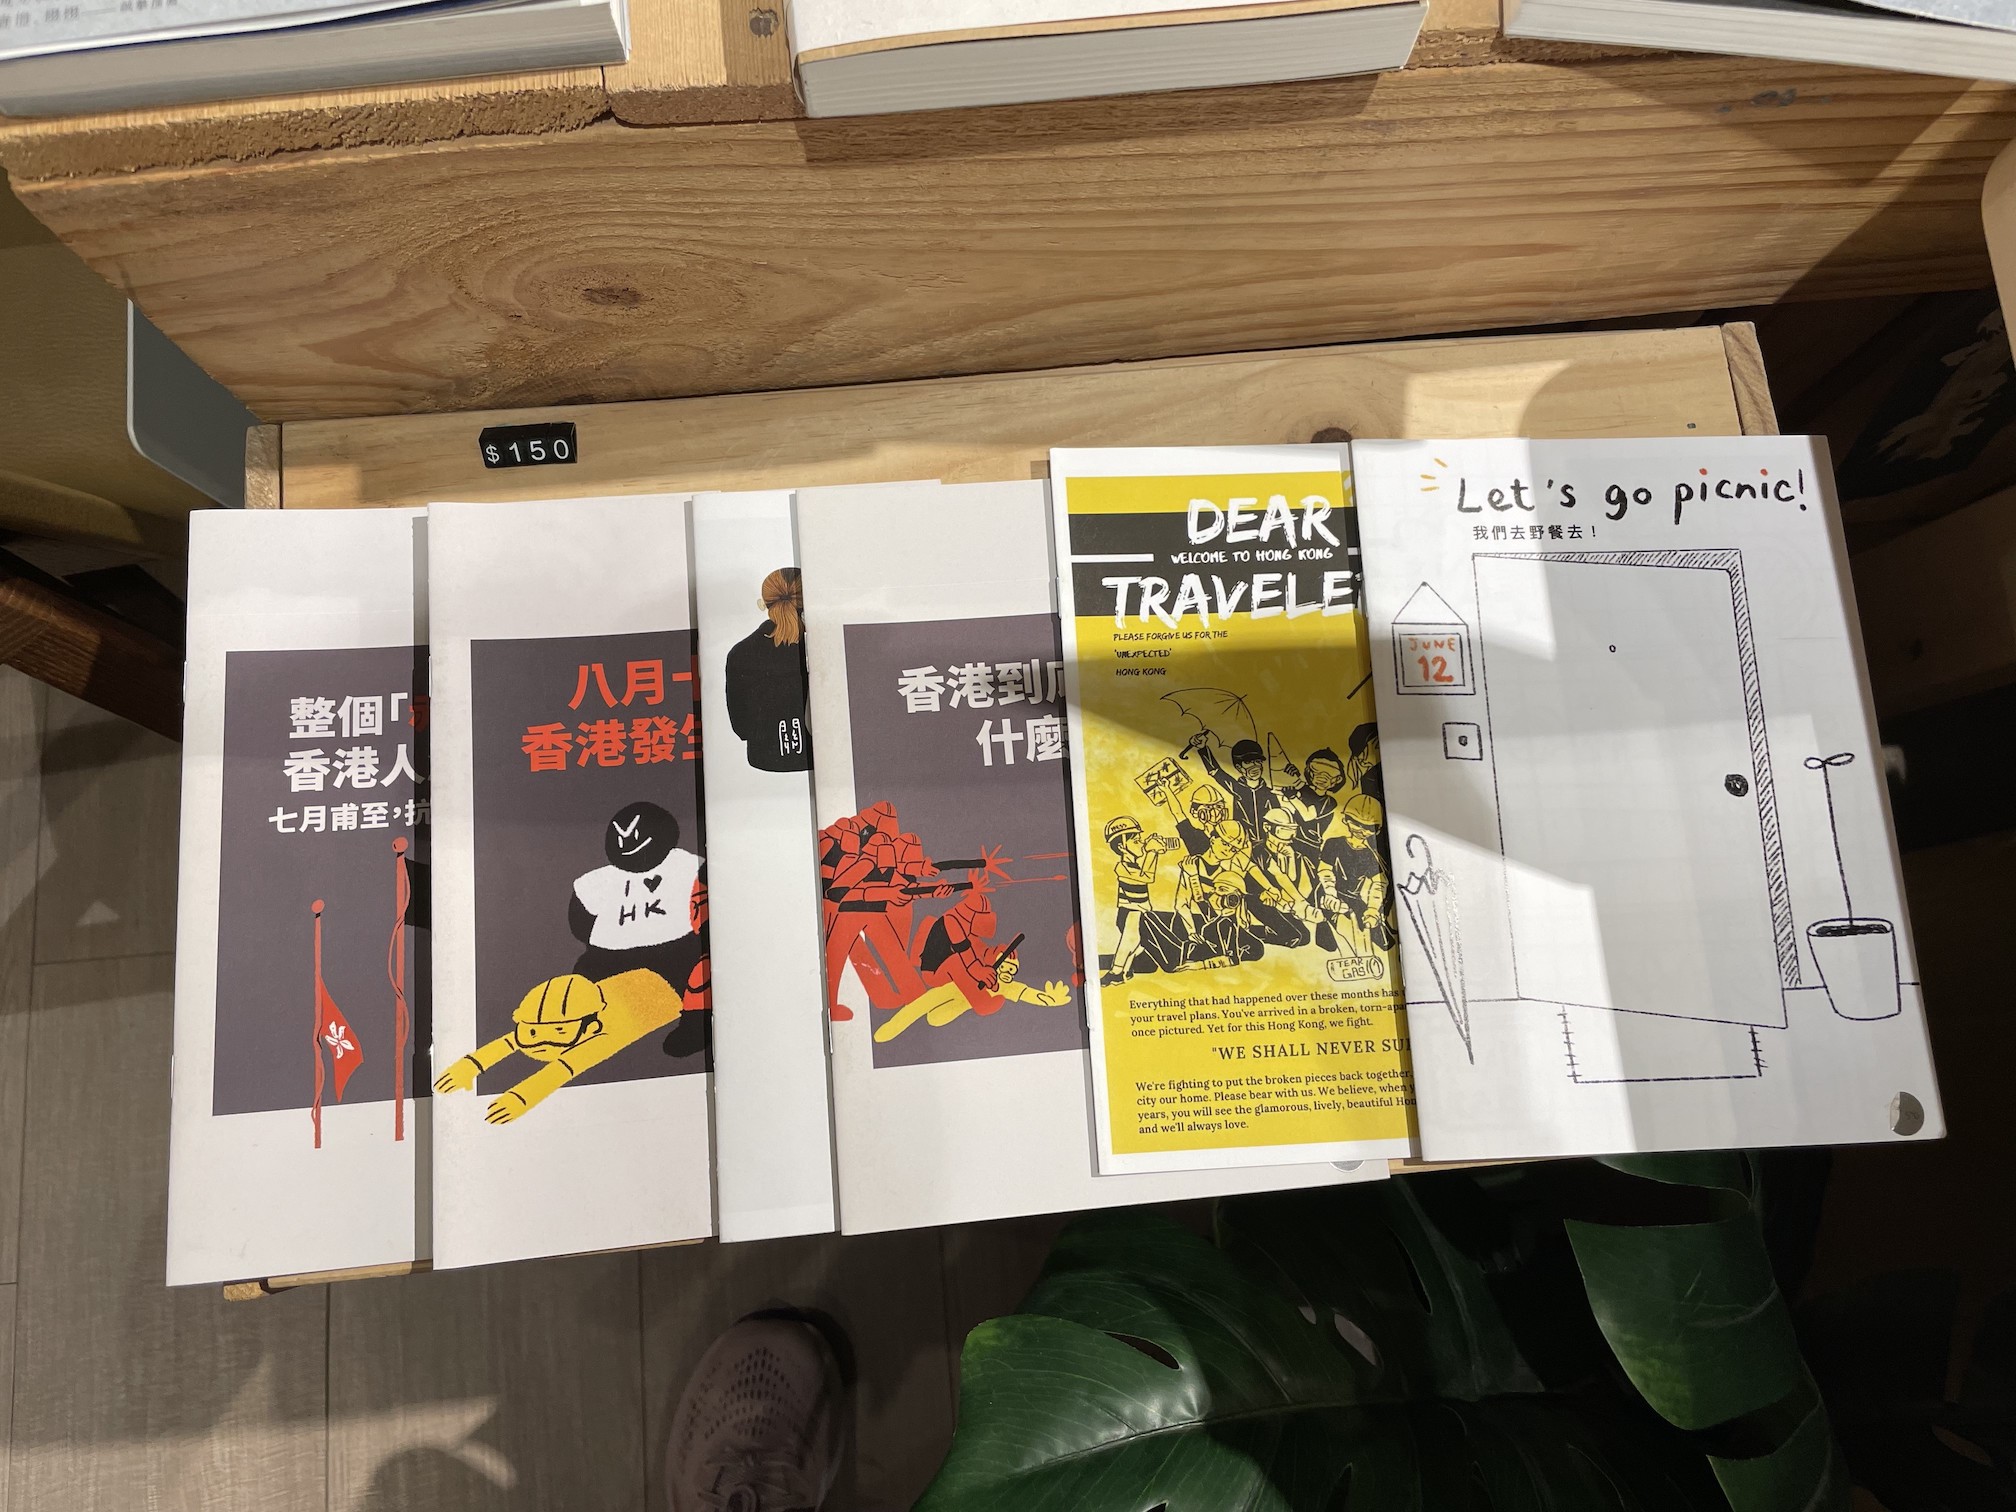 $150
整個「
香港人
七月甫至,抗
八月十
香港發生
I ♥
HK
香港到底
什麼
DEAR
WELCOME TO HONG KONG
TRAVELE
PLEASE FORGIVE US FOR THE
'UNEXPECTED'
HONG KONG
TEAR
GAS
Everything that had happened over these months has
your travel plans. You've arrived in a broken, torn-apa
once pictured. Yet for this Hong Kong, we fight.
"WE SHALL NEVER SU
We're fighting to put the broken pieces back together,
city our home. Please bear with us. We believe, when y
years, you will see the glamorous, lively, beautiful Hon
and we'll always love.
Let's go picnic!
我們去野餐去！
JUNE
12